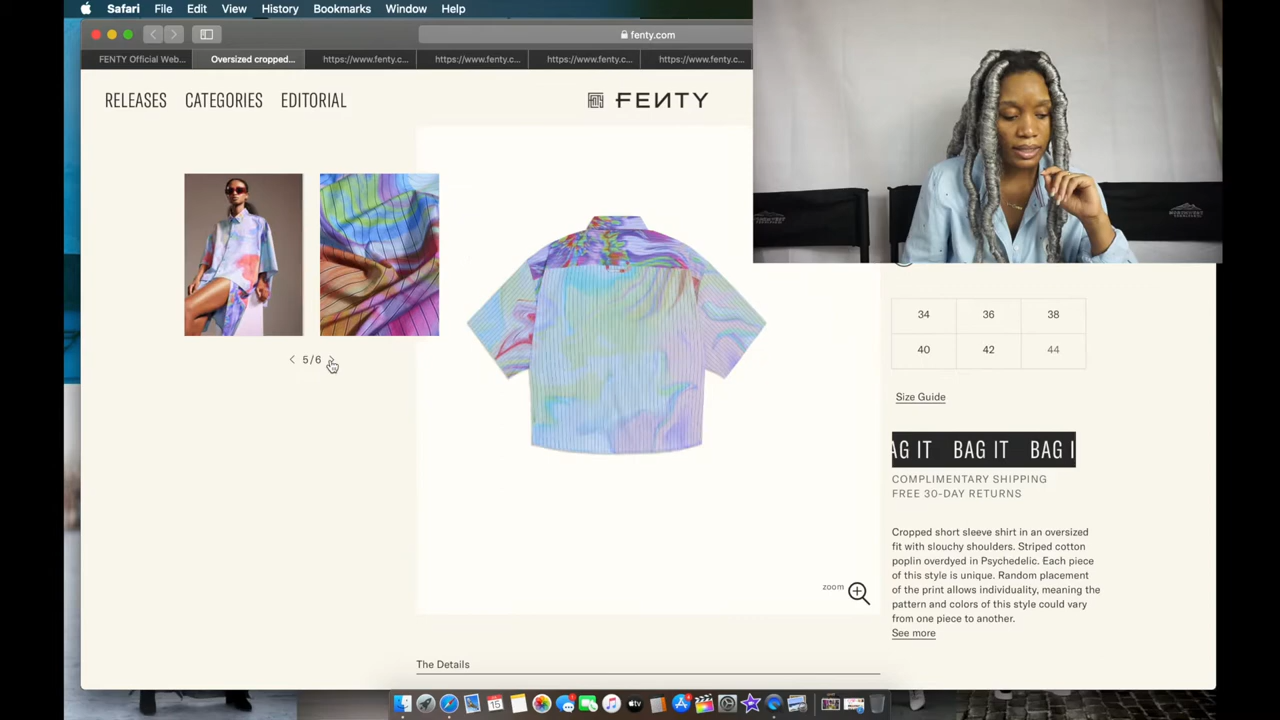 Safari File Edit View History Bookmarks Window Help
fenty.com
FENTY Official Web... Oversized cropped... https://www.fenty.c... https://www.fenty.c... https://www.fenty.c... https://www.fenty.c...
RELEASES CATEGORIES EDITORIAL
FENTY
5/6
34 36 38
40 42 44
Size Guide
AG IT BAG IT BAG I
COMPLIMENTARY SHIPPING
FREE 30-DAY RETURNS
Cropped short sleeve shirt in an oversized
fit with slouchy shoulders. Striped cotton
poplin overdyed in Psychedelic. Each piece
of this style is unique. Random placement
of the print allows individuality, meaning the
pattern and colors of this style could vary
from one piece to another.
See more
zoom
The Details
15
tv